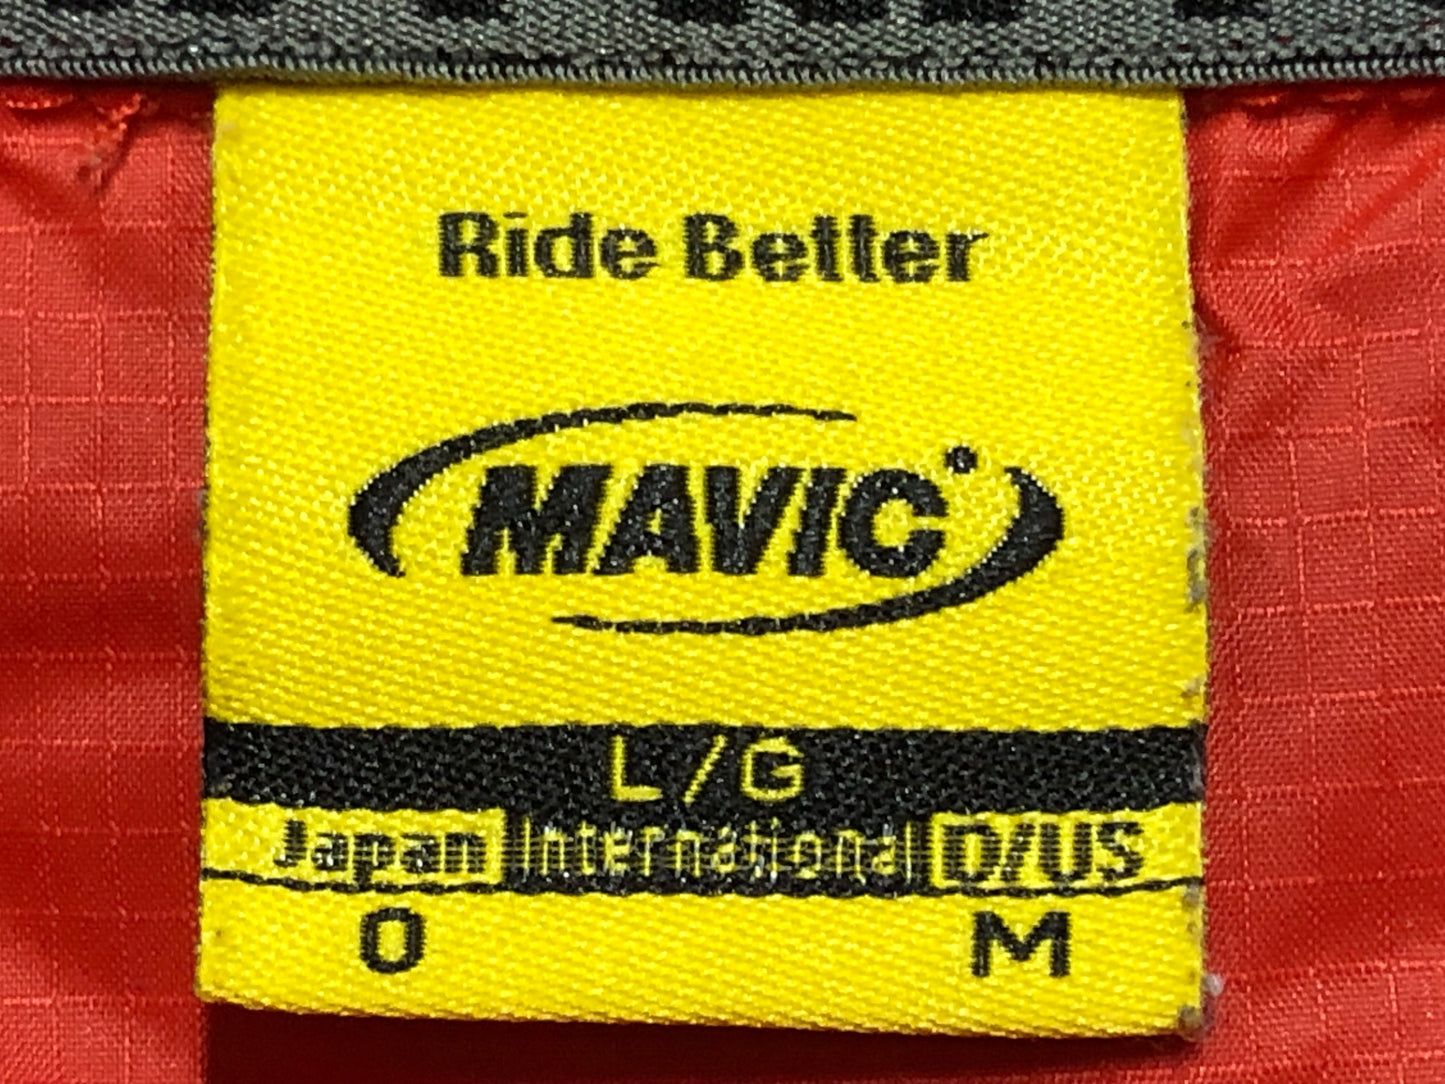 Ride Better
MAVIC
L/G
Japan International D/US
O M